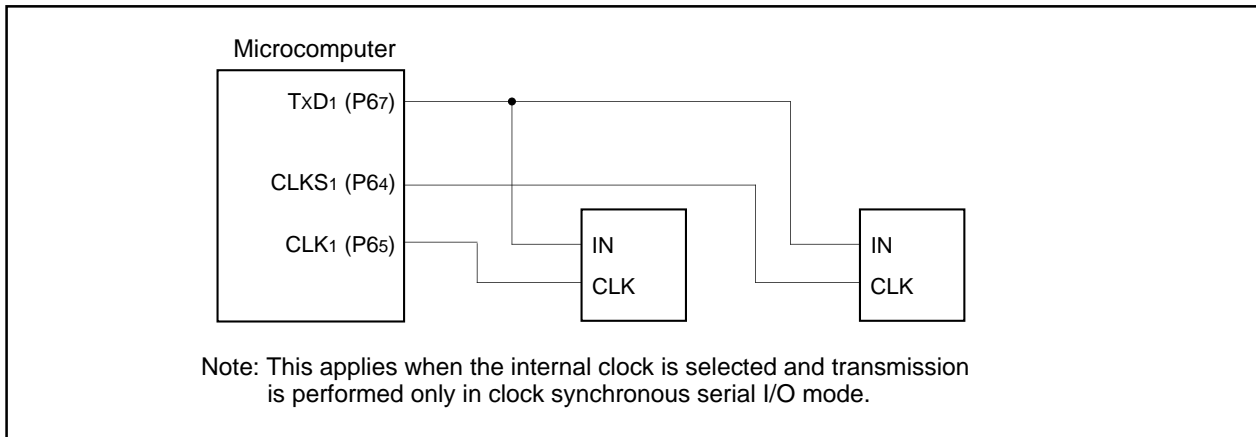 Microcomputer
TxD1 (P67)
CLKS1 (P64)
CLK1 (P65)
IN
CLK
IN
CLK
Note: This applies when the internal clock is selected and transmission
is performed only in clock synchronous serial I/O mode.